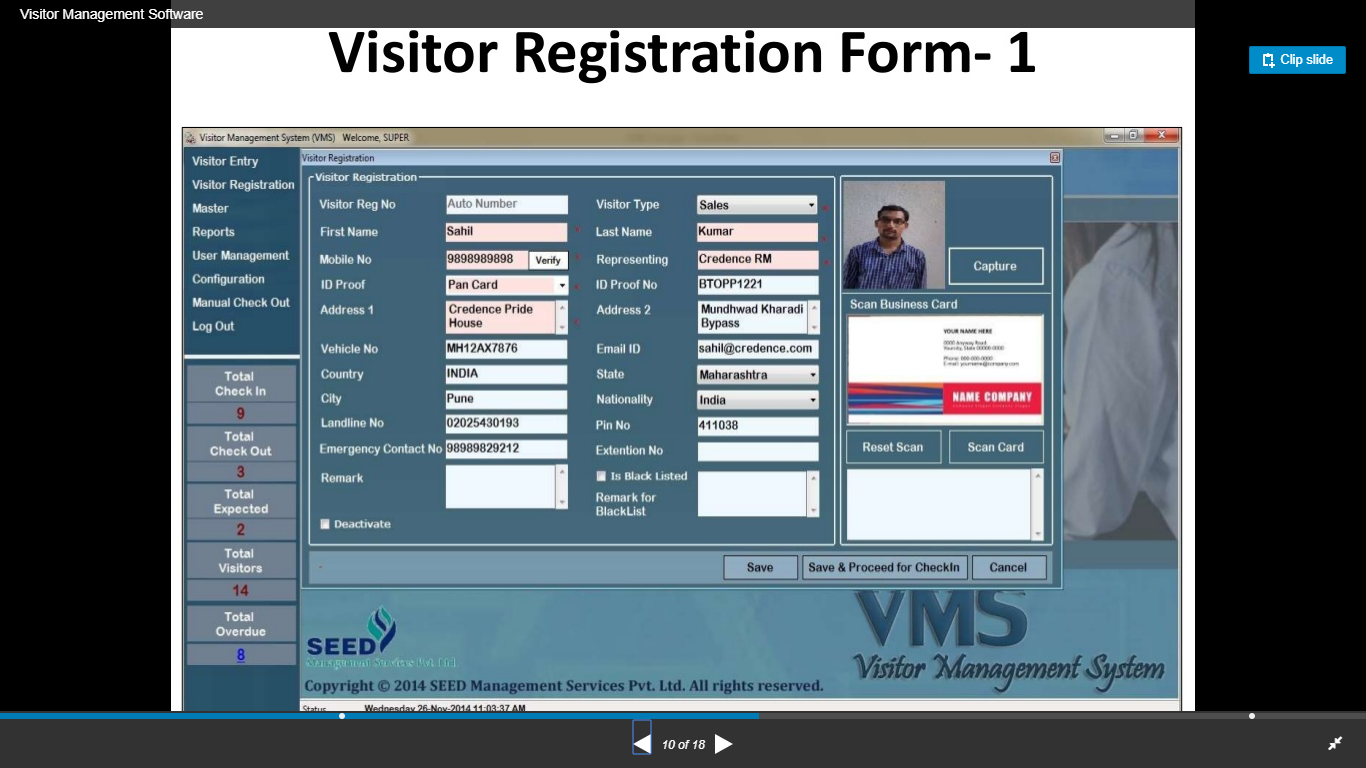 Visitor Management Software
Visitor Registration Form- 1
Clip slide
Visitor Management System (VMS) Welcome, SUPER
Visitor Entry
Visitor Registration
Master
Reports
User Management
Configuration
Manual Check Out
Log Out
Total
Check In
9
Total
Check Out
3
Total
Expected
2
Total
Visitors
14
Total
Overdue
8
Visitor Registration
Visitor Registration
Visitor Reg No Auto Number Visitor Type Sales
First Name Sahil Last Name Kumar
Mobile No 9898989898 Verify Representing Credence RM
ID Proof Pan Card ID Proof No BTOPP1221
Address 1 Credence Pride House Address 2 Mundhwad Kharadi Bypass
Vehicle No MH12AX7876 Email ID sahil@credence.com
Country INDIA State Maharashtra
City Pune Nationality India
Landline No 02025430193 Pin No 411038
Emergency Contact No 98989829212 Extention No
Remark Is Black Listed
Remark for
BlackList
Deactivate
Capture
Scan Business Card
YOUR NAME HERE
0000 Anyway Road
NAME COMPANY
Reset Scan Scan Card
Save Save & Proceed for CheckIn Cancel
SEED
Management Services Pvt. Ltd.
VMS
Visitor Management System
Copyright © 2014 SEED Management Services Pvt. Ltd. All rights reserved.
Status Wednesday 26-Nov-2014 11:03:37 AM
10 of 18